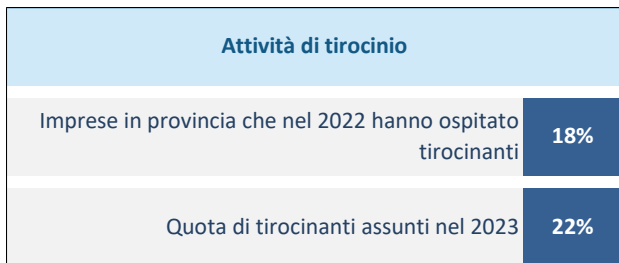 Attività di tirocinio
Imprese in provincia che nel 2022 hanno ospitato
tirocinanti
18%
Quota di tirocinanti assunti nel 2023
22%